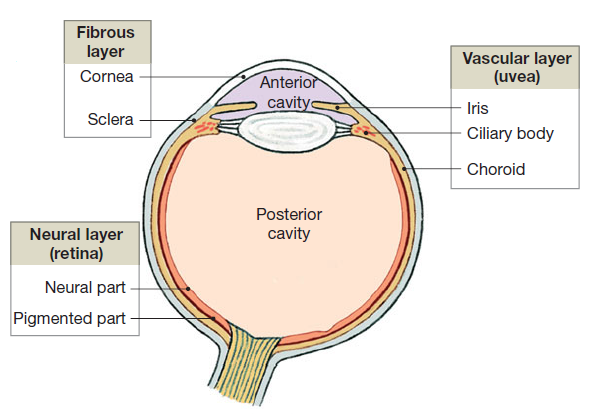 Fibrous
layer
Cornea
Sclera
Anterior
cavity
Vascular layer
(uvea)
Iris
Ciliary body
Choroid
Posterior
cavity
Neural layer
(retina)
Neural part
Pigmented part